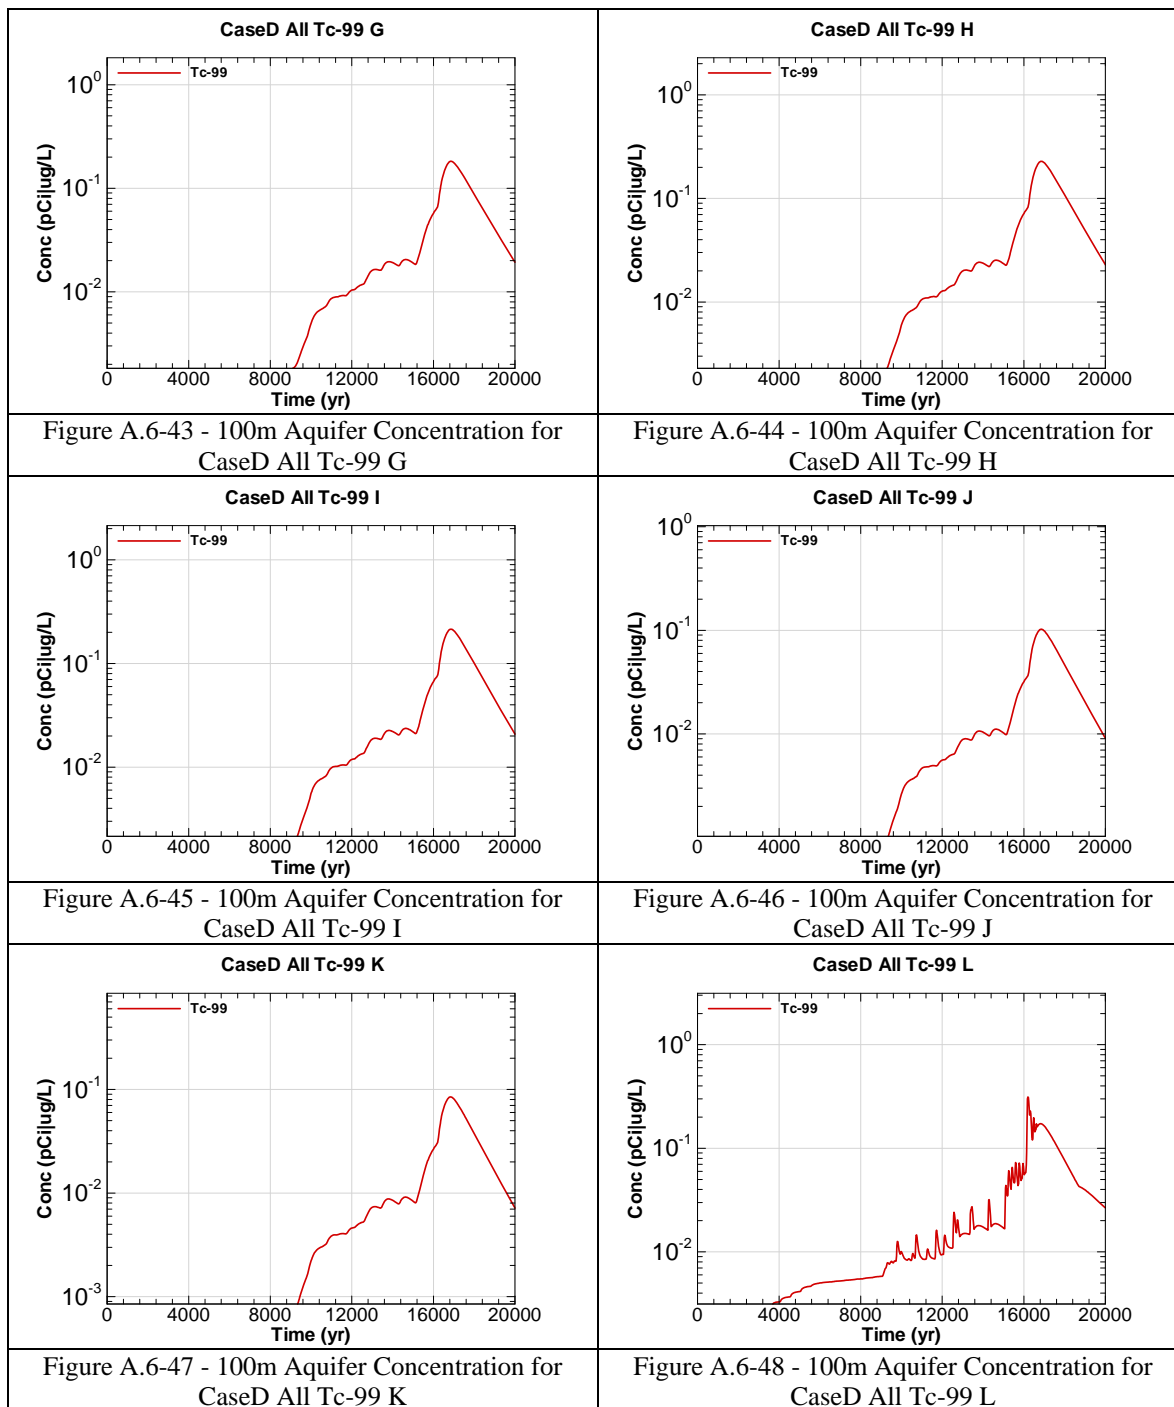 CaseD All Tc-99 G
Tc-99
10^0
10^-1
10^-2
Conc (pCi|ug/L)
0 4000 8000 12000 16000 20000
Time (yr)
Figure A.6-43 - 100m Aquifer Concentration for
CaseD All Tc-99 G
CaseD All Tc-99 H
Tc-99
10^0
10^-1
10^-2
Conc (pCi|ug/L)
0 4000 8000 12000 16000 20000
Time (yr)
Figure A.6-44 - 100m Aquifer Concentration for
CaseD All Tc-99 H
CaseD All Tc-99 I
Tc-99
10^0
10^-1
10^-2
Conc (pCi|ug/L)
0 4000 8000 12000 16000 20000
Time (yr)
Figure A.6-45 - 100m Aquifer Concentration for
CaseD All Tc-99 I
CaseD All Tc-99 J
10^0
Tc-99
10^-1
10^-2
Conc (pCi|ug/L)
0 4000 8000 12000 16000 20000
Time (yr)
Figure A.6-46 - 100m Aquifer Concentration for
CaseD All Tc-99 J
CaseD All Tc-99 K
Tc-99
10^-1
10^-2
10^-3
Conc (pCi|ug/L)
0 4000 8000 12000 16000 20000
Time (yr)
Figure A.6-47 - 100m Aquifer Concentration for
CaseD All Tc-99 K
CaseD All Tc-99 L
Tc-99
10^0
10^-1
10^-2
Conc (pCi|ug/L)
0 4000 8000 12000 16000 20000
Time (yr)
Figure A.6-48 - 100m Aquifer Concentration for
CaseD All Tc-99 L